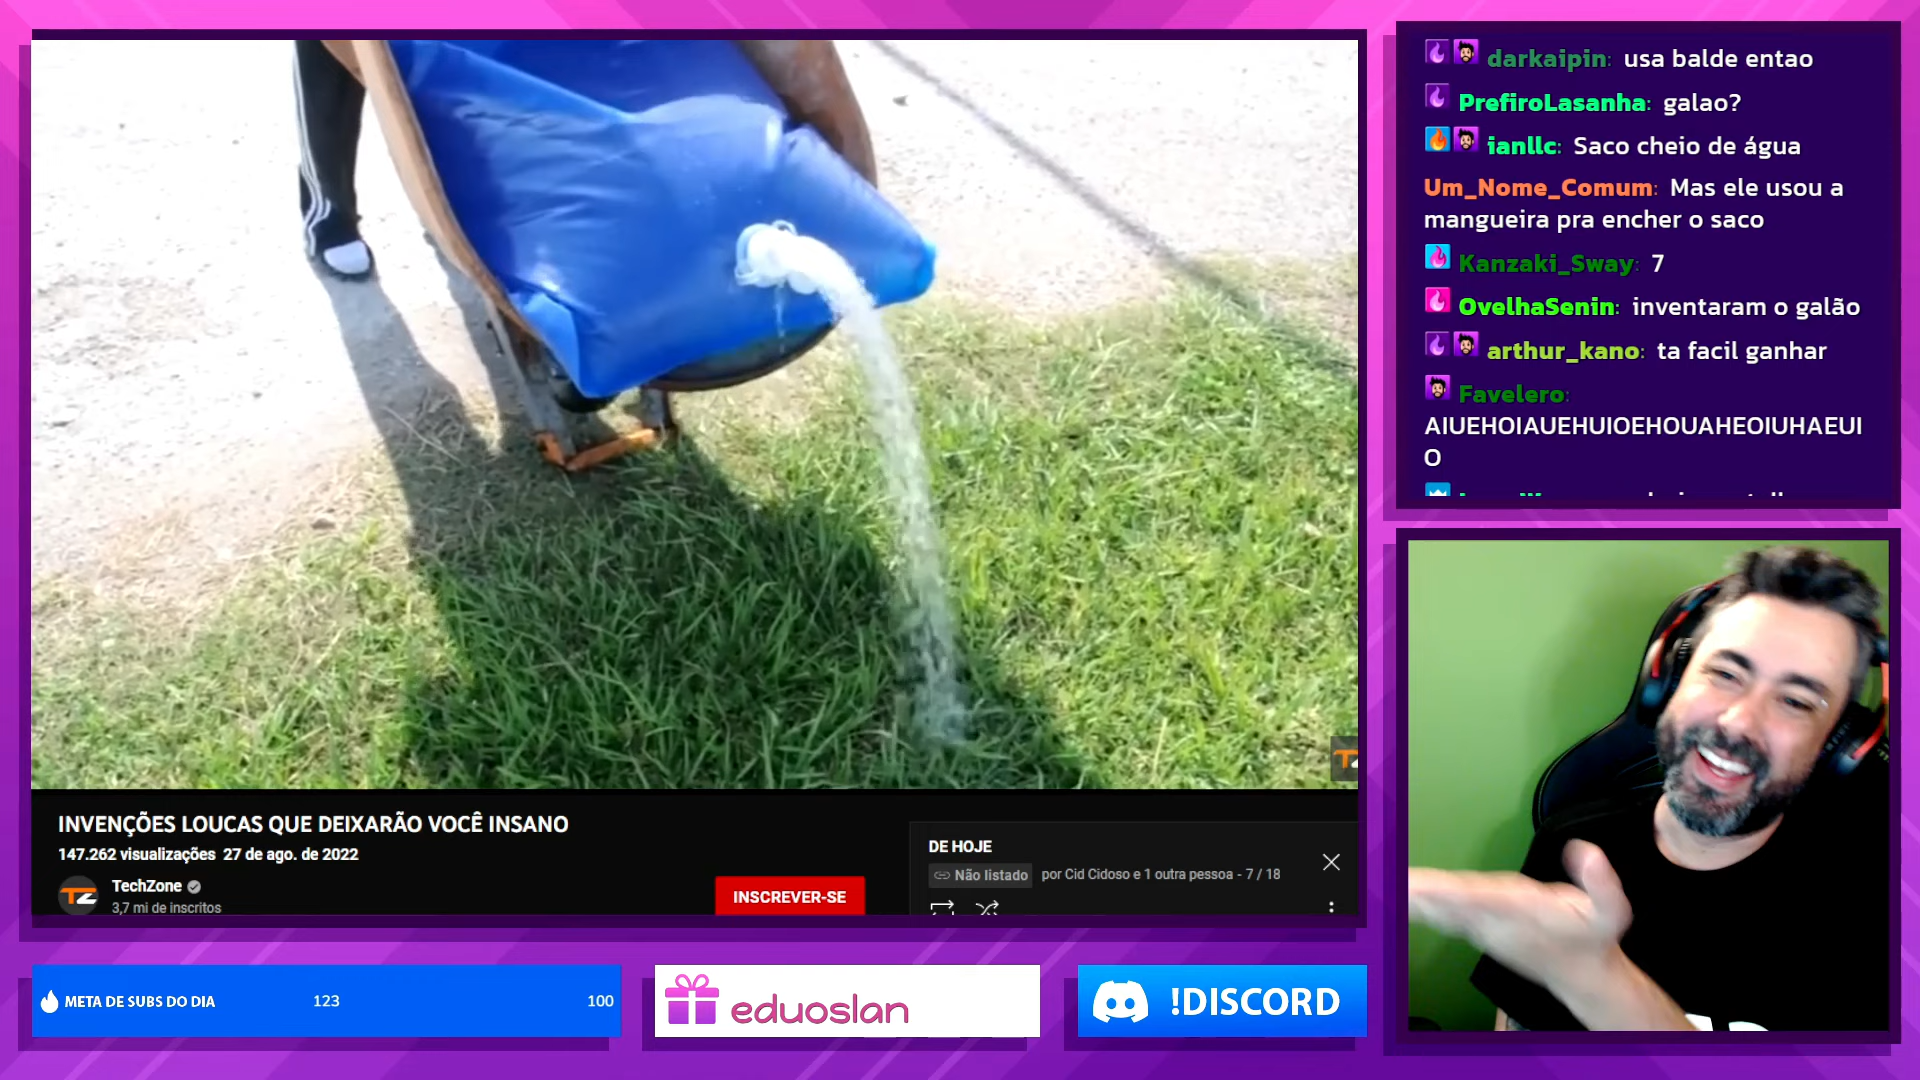 darkaipin: usa balde entao
PrefiroLasanha: galao?
ianllc: Saco cheio de água
Um_Nome_Comum: Mas ele usou a
mangueira pra encher o saco
Kanzaki_Sway: 7
OvelhaSenin: inventaram o galão
arthur_kano: ta facil ganhar
Favelero:
AIUEHOIAUEHUIOEHOUAHEOIUHAEUI
O
TZ
INVENÇÕES LOUCAS QUE DEIXARÃO VOCÊ INSANO
147.262 visualizações 27 de ago. de 2022
TZ
TechZone
3,7 mi de inscritos
INSCREVER-SE
DE HOJE
Não listado por Cid Cidoso e 1 outra pessoa - 7 / 18
META DE SUBS DO DIA 123 100
eduoslan
!DISCORD